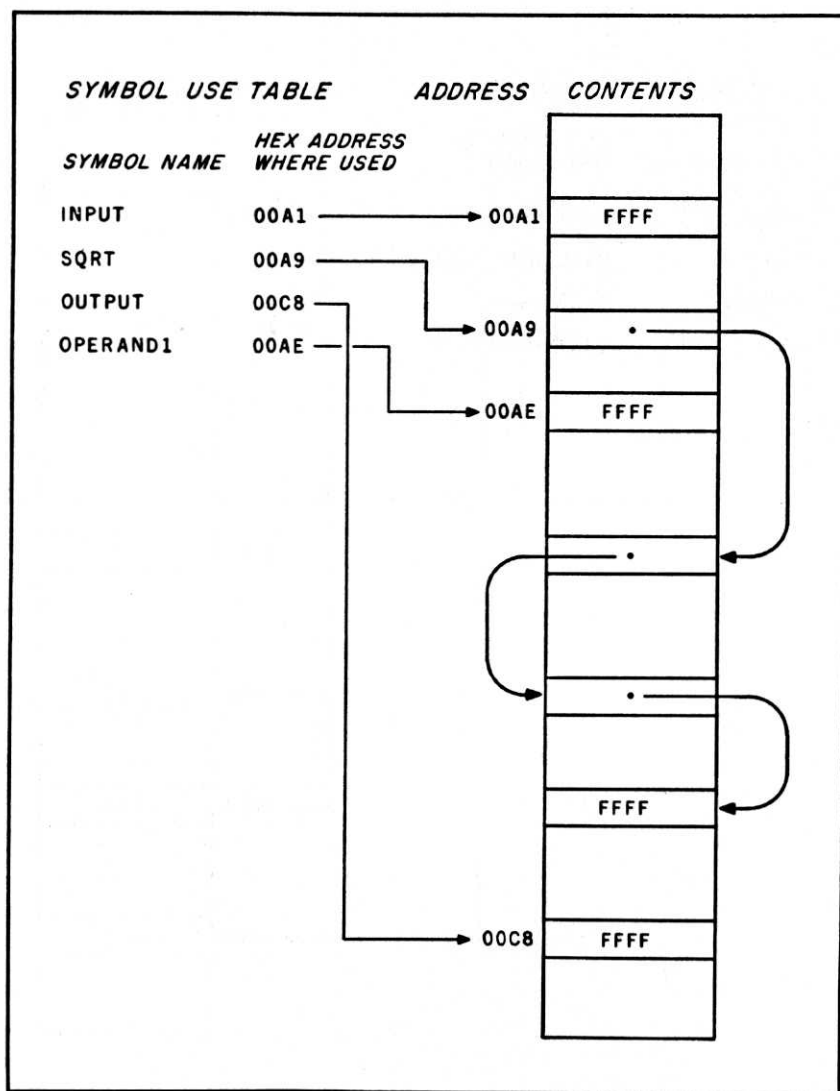 SYMBOL USE TABLE ADDRESS CONTENTS
SYMBOL NAME HEX ADDRESS WHERE USED
INPUT 00A1 00A1 FFFF
SQRT 00A9
OUTPUT 00C8 00A9
OPERAND1 00AE
00AE FFFF
FFFF
00C8 FFFF